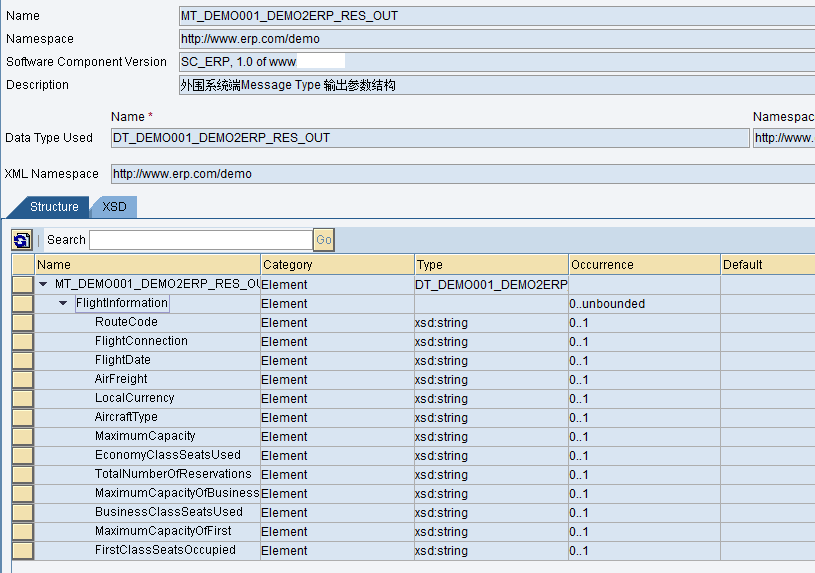 Name MT_DEMO001_DEMO2ERP_RES_OUT
Namespace http://www.erp.com/demo
Software Component Version SC_ERP, 1.0 of www
Description 外围系统端Message Type 输出参数结构
Name * Namespac
Data Type Used DT_DEMO001_DEMO2ERP_RES_OUT http://www.
XML Namespace http://www.erp.com/demo
Structure XSD
Search Go
Name Category Type Occurrence Default
MT_DEMO001_DEMO2ERP_RES_OU Element DT_DEMO001_DEMO2ERP
FlightInformation Element 0..unbounded
RouteCode Element xsd:string 0..1
FlightConnection Element xsd:string 0..1
FlightDate Element xsd:string 0..1
AirFreight Element xsd:string 0..1
LocalCurrency Element xsd:string 0..1
AircraftType Element xsd:string 0..1
MaximumCapacity Element xsd:string 0..1
EconomyClassSeatsUsed Element xsd:string 0..1
TotalNumberOfReservations Element xsd:string 0..1
MaximumCapacityOfBusiness Element xsd:string 0..1
BusinessClassSeatsUsed Element xsd:string 0..1
MaximumCapacityOfFirst Element xsd:string 0..1
FirstClassSeatsOccupied Element xsd:string 0..1